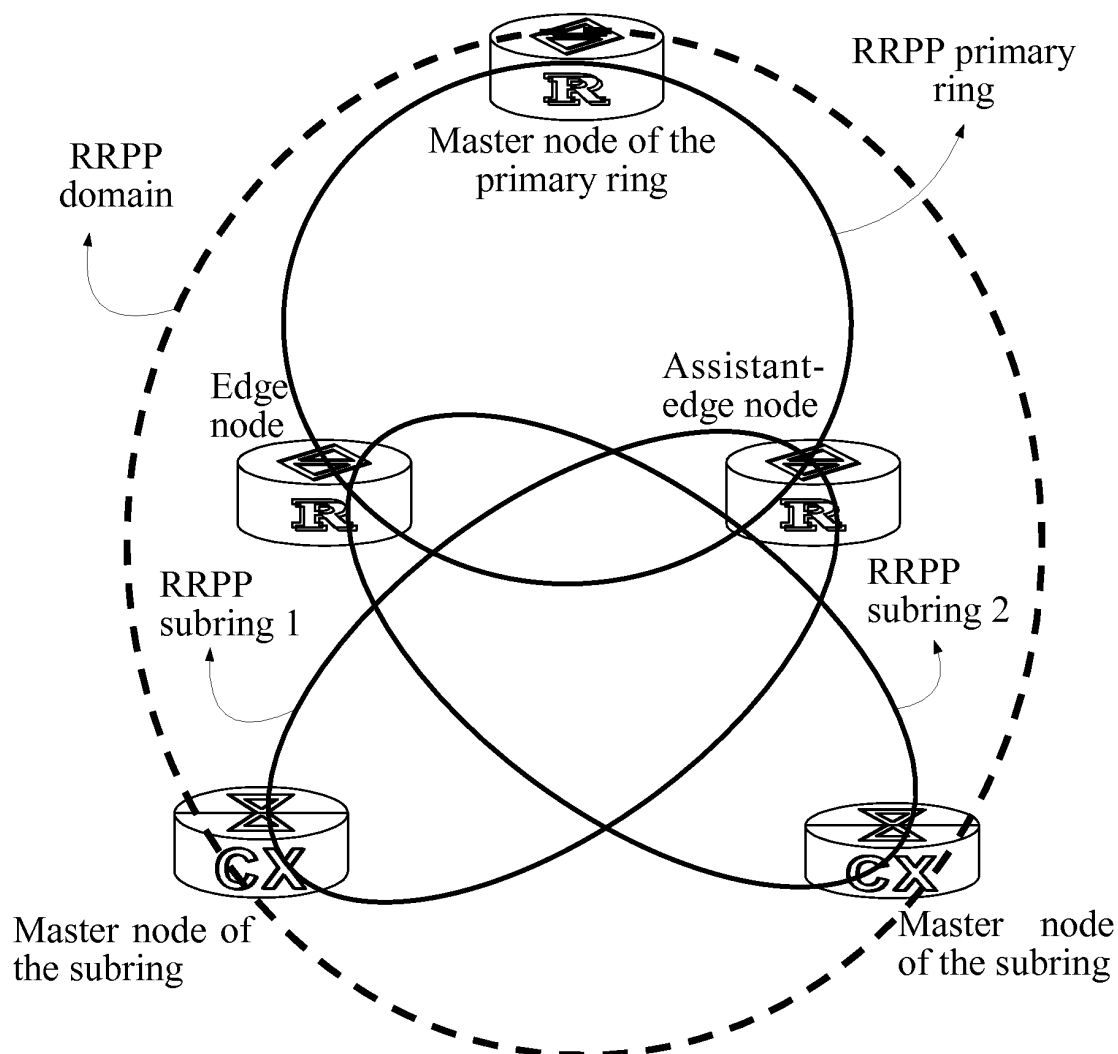 R
Master node of the
primary ring
RRPP primary
ring
RRPP
domain
Edge
node
Assistant-
edge node
R
R
RRPP
subring 1
RRPP
subring 2
CX
CX
Master node of
the subring
Master node
of the subring